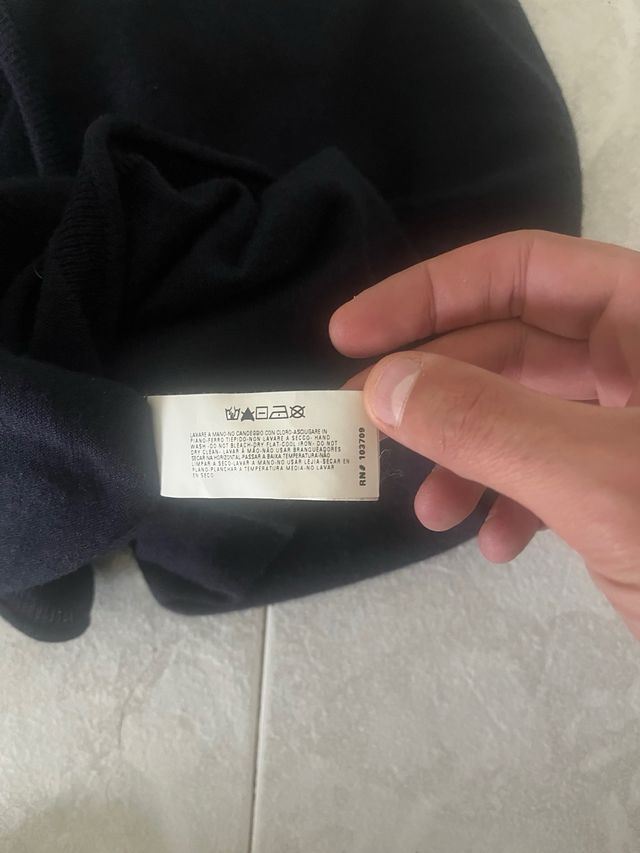 LAVARE A MANO-NO CANDEGGIO CON CLORO-ASCIUGARE IN
PIANO-FERRO TIEPIDO-NON LAVARE A SECCO- HAND
WASH -DO NOT BLEACH-DRY FLAT-COOL IRON- DO NOT
DRY CLEAN- LAVAR À MÃO-NÃO USAR BRANQUEADORES
SECAR NA HORIZONTAL-PASSAR A BAIXA TEMPERATURA-NÃO
LIMPAR A SECO-LAVAR A MANO-NO USAR LEJIA-SECAR EN
PLANO-PLANCHAR A TEMPERATURA MEDIA-NO LAVAR
EN SECO
RN# 103709